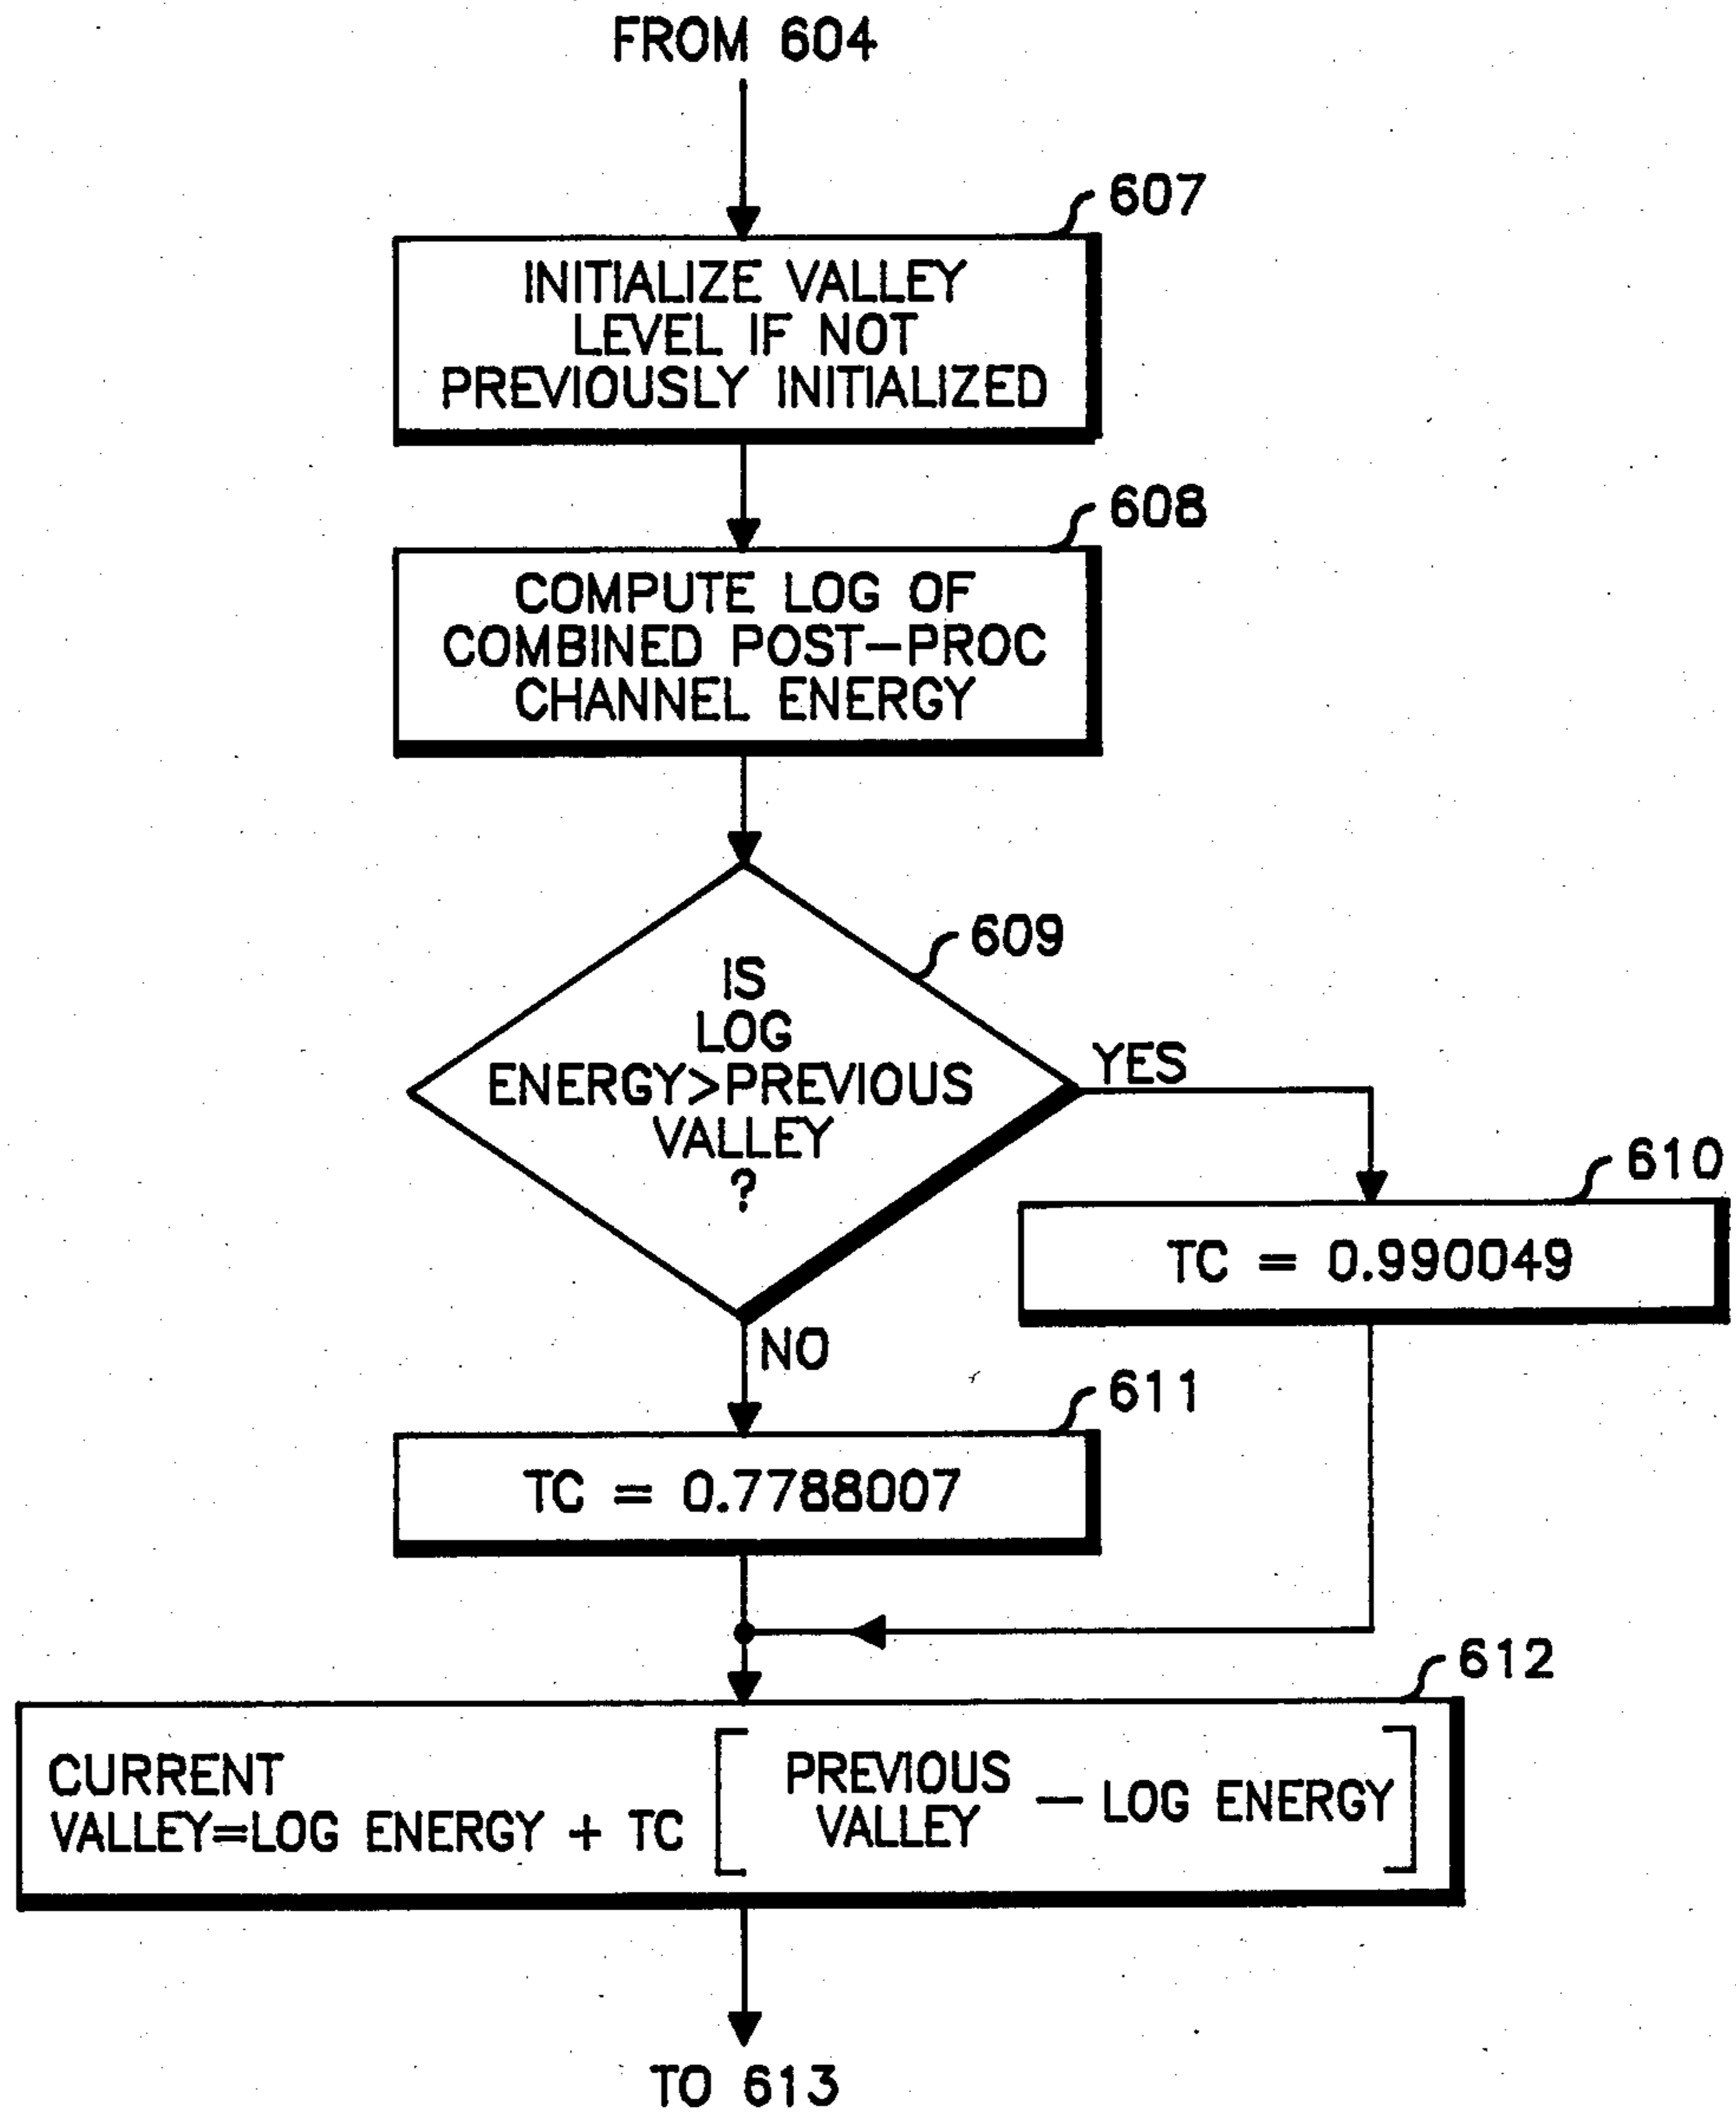 FROM 604
607
INITIALIZE VALLEY
LEVEL IF NOT
PREVIOUSLY INITIALIZED
608
COMPUTE LOG OF
COMBINED POST-PROC
CHANNEL ENERGY
609
IS
LOG
ENERGY>PREVIOUS
VALLEY
?
YES
610
TC = 0.990049
NO
611
TC = 0.7788007
612
CURRENT
VALLEY=LOG ENERGY + TC [ PREVIOUS
VALLEY — LOG ENERGY ]
TO 613